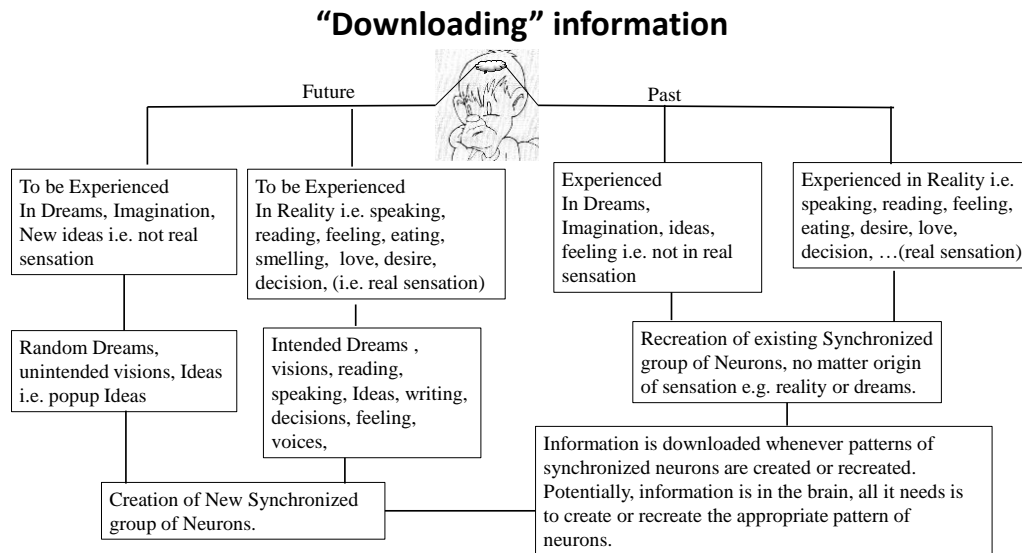 “Downloading” information
Future
Past
To be Experienced
In Dreams, Imagination,
New ideas i.e. not real
sensation
To be Experienced
In Reality i.e. speaking,
reading, feeling, eating,
smelling, love, desire,
decision, (i.e. real sensation)
Experienced
In Dreams,
Imagination, ideas,
feeling i.e. not in real
sensation
Experienced in Reality i.e.
speaking, reading, feeling,
eating, desire, love,
decision, …(real sensation)
Random Dreams,
unintended visions, Ideas
i.e. popup Ideas
Intended Dreams ,
visions, reading,
speaking, Ideas, writing,
decisions, feeling,
voices,
Recreation of existing Synchronized
group of Neurons, no matter origin
of sensation e.g. reality or dreams.
Creation of New Synchronized
group of Neurons.
Information is downloaded whenever patterns of
synchronized neurons are created or recreated.
Potentially, information is in the brain, all it needs is
to create or recreate the appropriate pattern of
neurons.